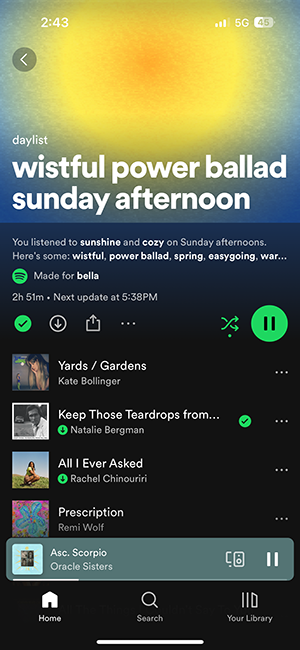 2:43
5G
45
daylist
wistful power ballad
sunday afternoon
You listened to sunshine and cozy on Sunday afternoons.
Here's some: wistful, power ballad, spring, easygoing, war...
Made for bella
2h 51m • Next update at 5:38PM
Yards / Gardens
Kate Bollinger
Keep Those Teardrops from...
Natalie Bergman
All I Ever Asked
Rachel Chinouriri
Prescription
Remi Wolf
Asc. Scorpio
Oracle Sisters
Home
Search
Your Library